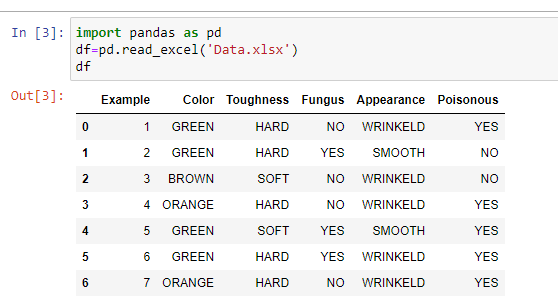 In [3]: import pandas as pd
df=pd.read_excel('Data.xlsx')
df
Out[3]:
Example Color Toughness Fungus Appearance Poisonous
0 1 GREEN HARD NO WRINKELD YES
1 2 GREEN HARD YES SMOOTH NO
2 3 BROWN SOFT NO WRINKELD NO
3 4 ORANGE HARD NO WRINKELD YES
4 5 GREEN SOFT YES SMOOTH YES
5 6 GREEN HARD YES WRINKELD YES
6 7 ORANGE HARD NO WRINKELD YES